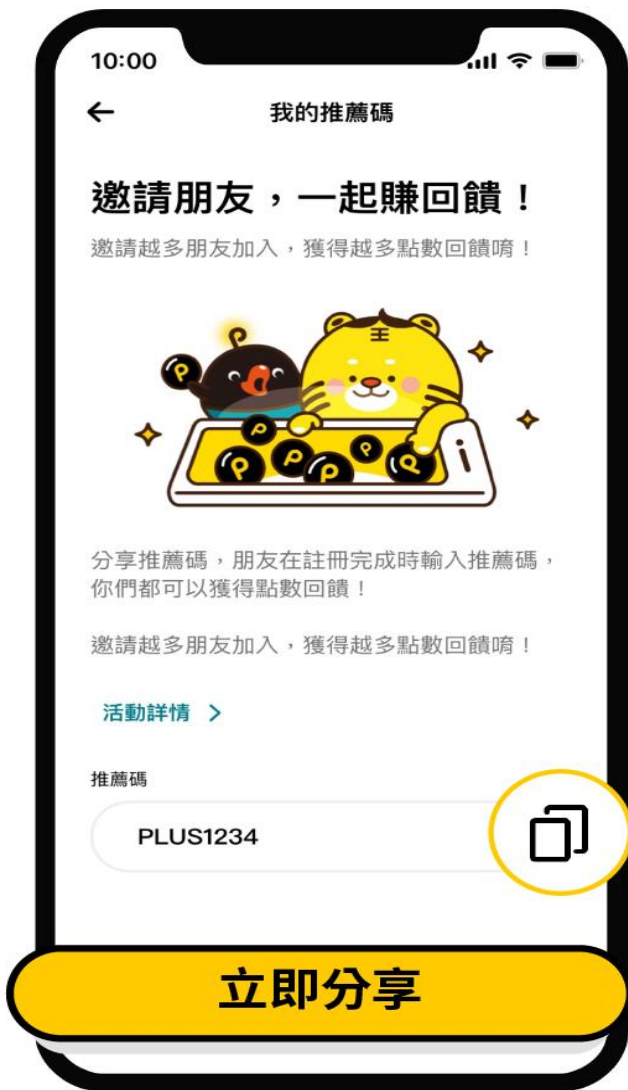 10:00
我的推薦碼
邀請朋友，一起賺回饋！
邀請越多朋友加入，獲得越多點數回饋唷！
王
分享推薦碼，朋友在註冊完成時輸入推薦碼，
你們都可以獲得點數回饋！
邀請越多朋友加入，獲得越多點數回饋唷！
活動詳情 >
推薦碼
PLUS1234
立即分享